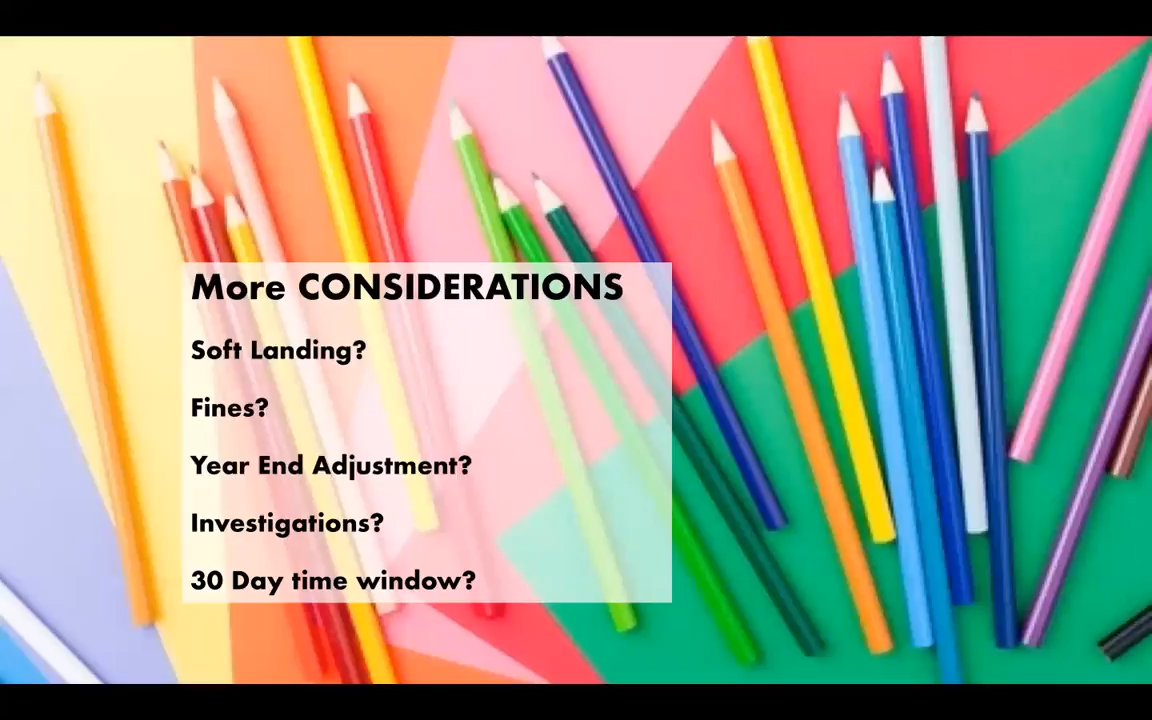 More CONSIDERATIONS
Soft Landing?
Fines?
Year End Adjustment?
Investigations?
30 Day time window?